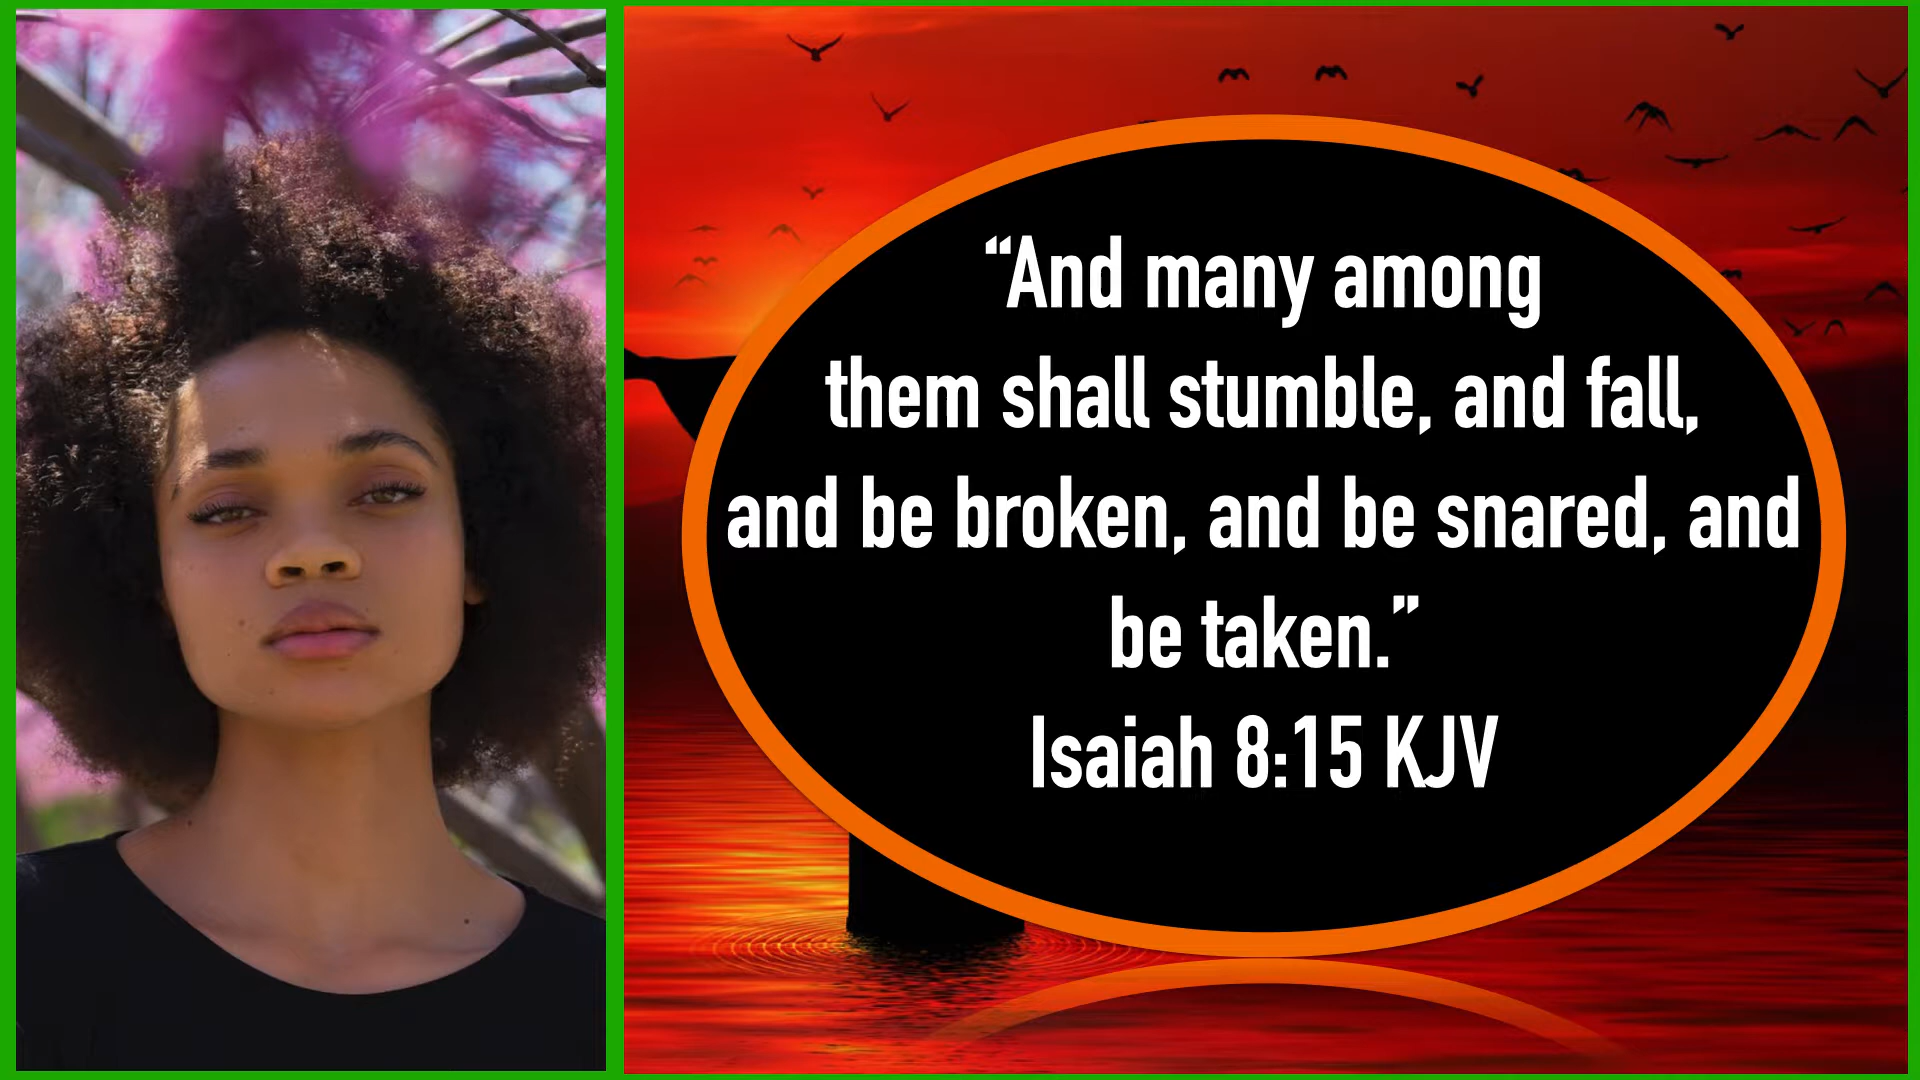 “And many among
them shall stumble, and fall,
and be broken, and be snared, and
be taken.”
Isaiah 8:15 KJV